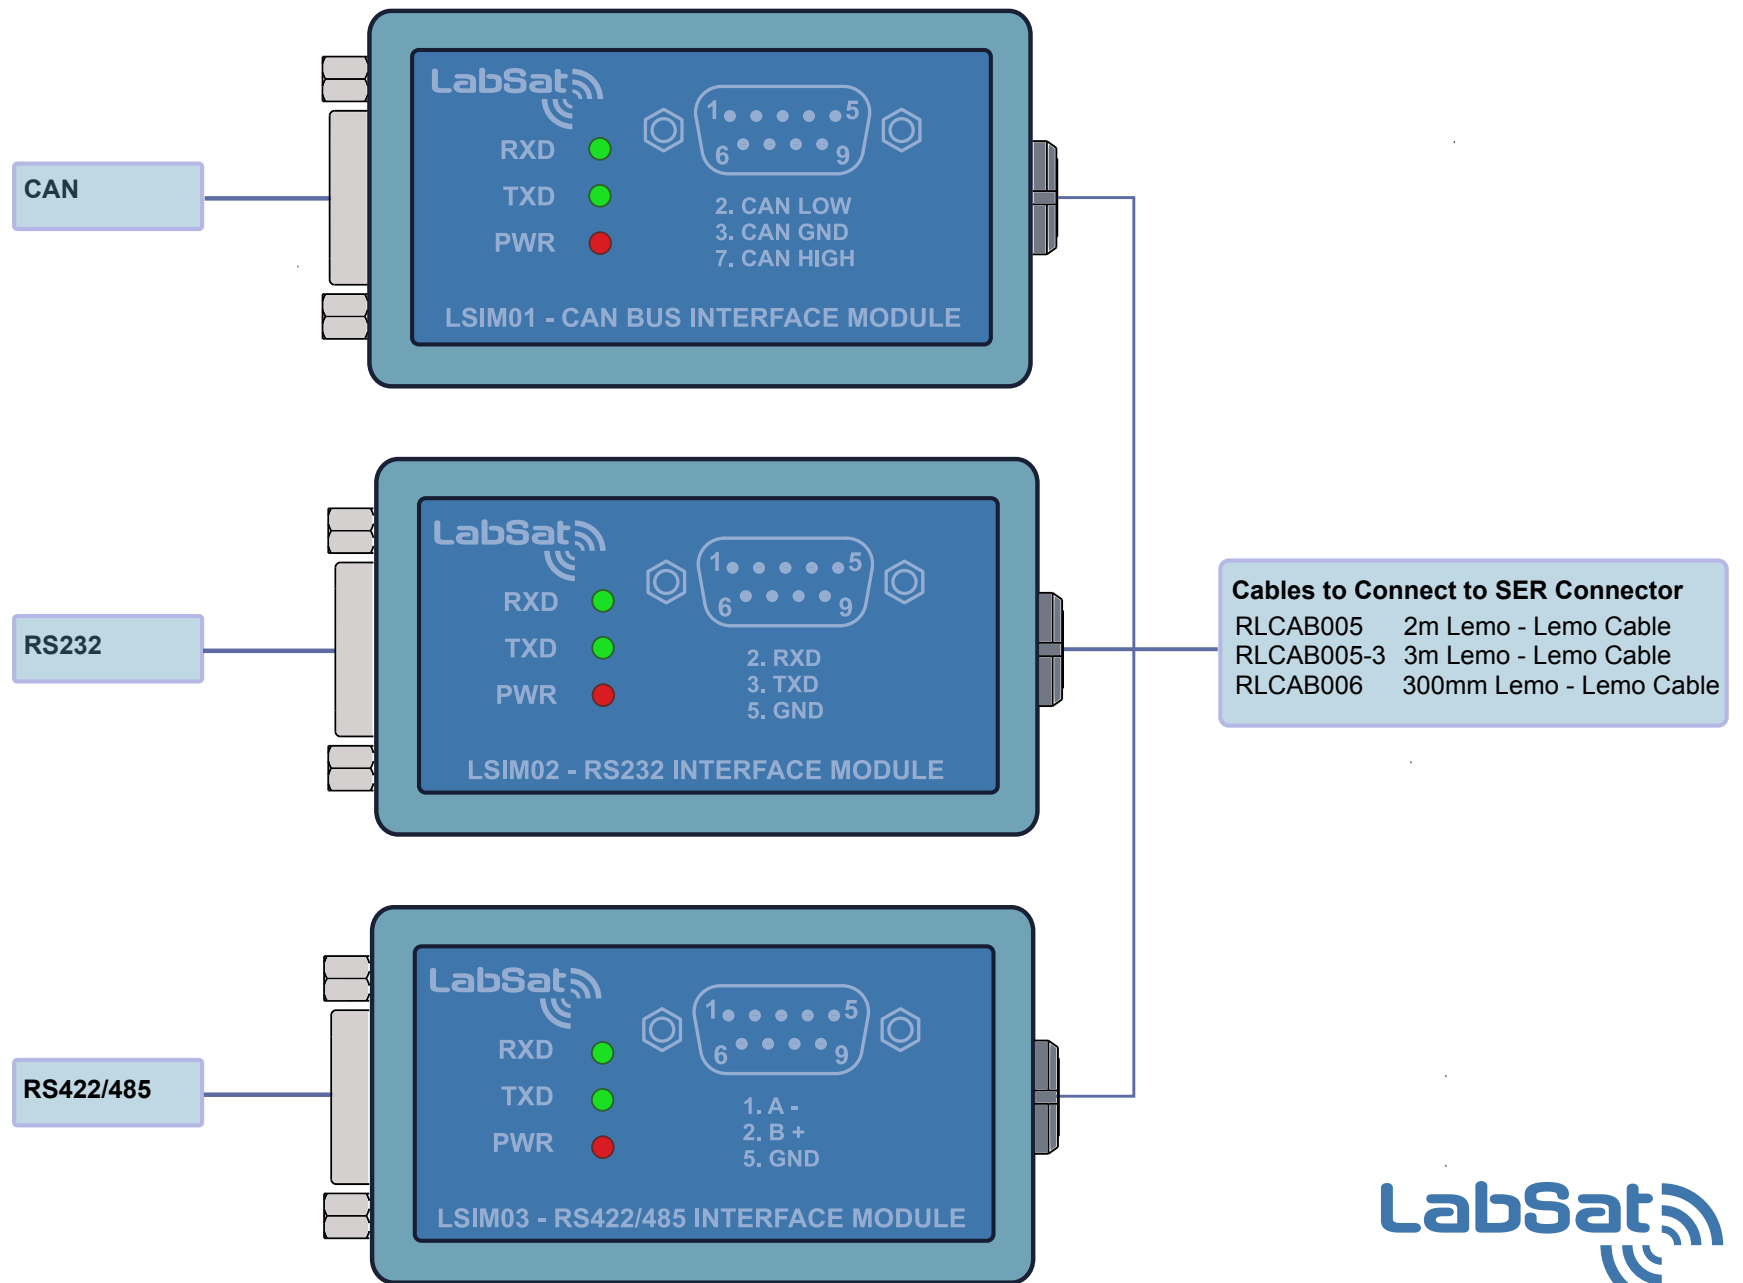 CAN
LabSat
1 5
6 9
RXD
TXD
PWR
2. CAN LOW
3. CAN GND
7. CAN HIGH
LSIM01 - CAN BUS INTERFACE MODULE
RS232
LabSat
1 5
6 9
RXD
TXD
PWR
2. RXD
3. TXD
5. GND
LSIM02 - RS232 INTERFACE MODULE
Cables to Connect to SER Connector
RLCAB005 2m Lemo - Lemo Cable
RLCAB005-3 3m Lemo - Lemo Cable
RLCAB006 300mm Lemo - Lemo Cable
RS422/485
LabSat
1 5
6 9
RXD
TXD
PWR
1. A -
2. B +
5. GND
LSIM03 - RS422/485 INTERFACE MODULE
LabSat